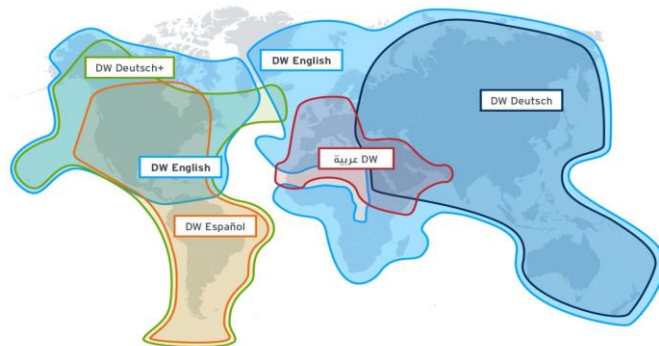 DW Deutsch+
DW English
DW Deutsch
DW عربية
DW English
DW Español